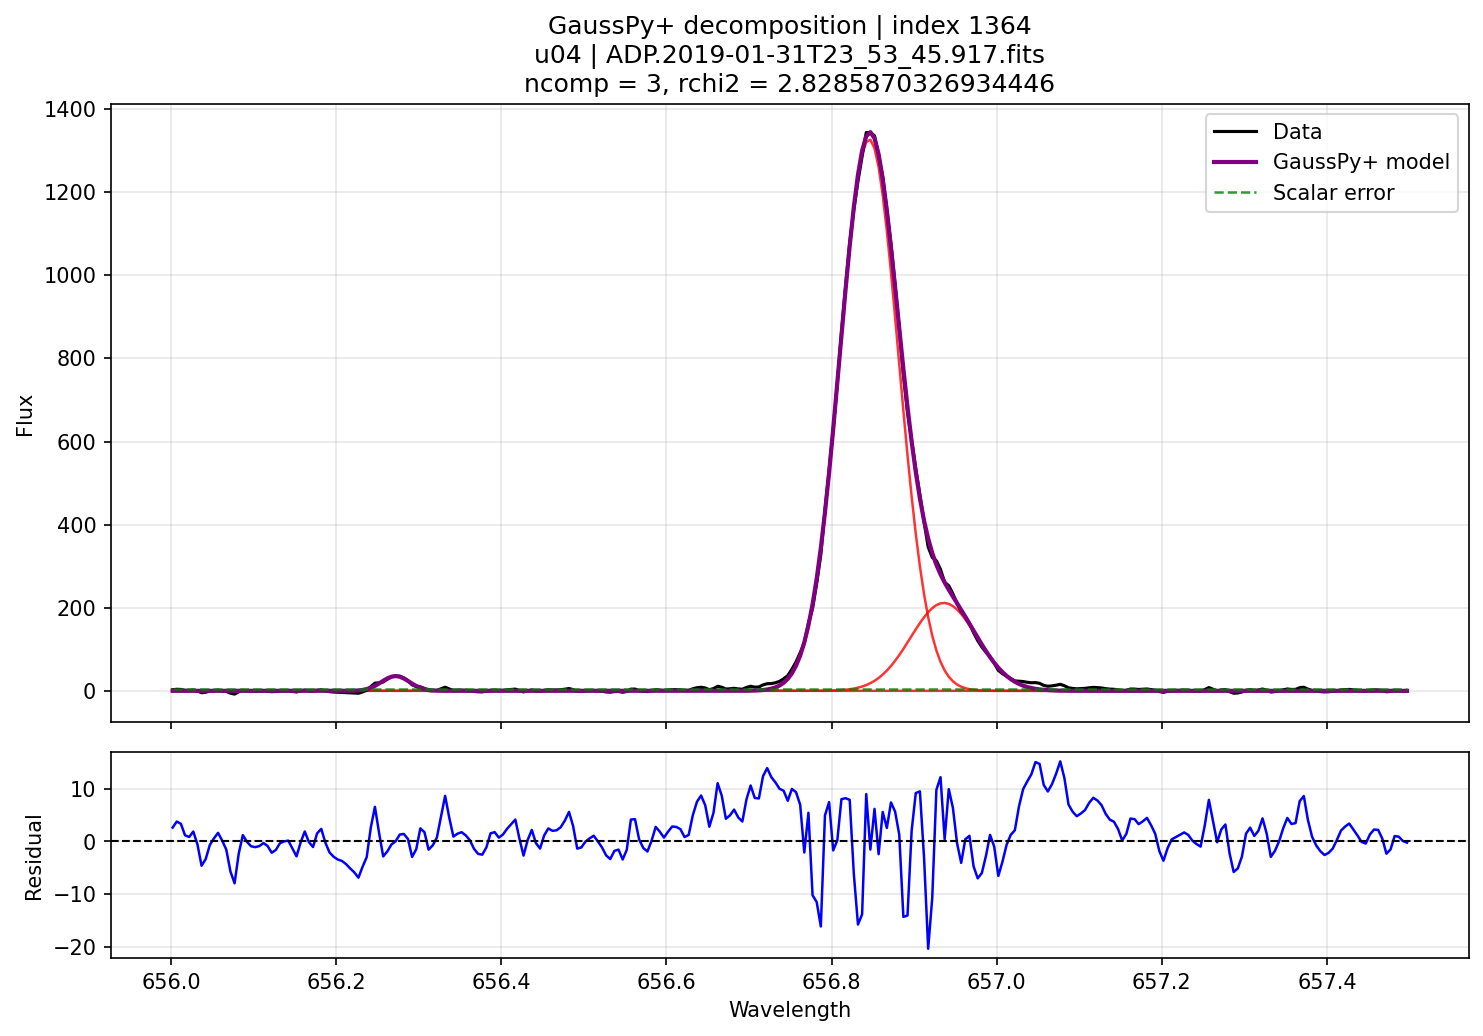 GaussPy+ decomposition | index 1364
u04 | ADP.2019-01-31T23_53_45.917.fits
ncomp = 3, rchi2 = 2.8285870326934446
1400
1200
1000
800
600
400
200
0
Flux
Data
GaussPy+ model
Scalar error
10
0
−10
−20
Residual
656.0
656.2
656.4
656.6
656.8
657.0
657.2
657.4
Wavelength